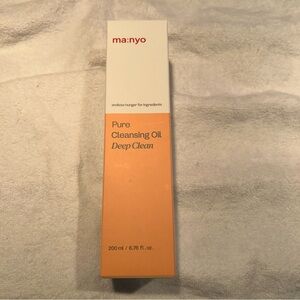 ma:nyo
endless hunger for ingredients
Pure
Cleansing Oil
Deep Clean
200 ml / 6.76 fl. oz.